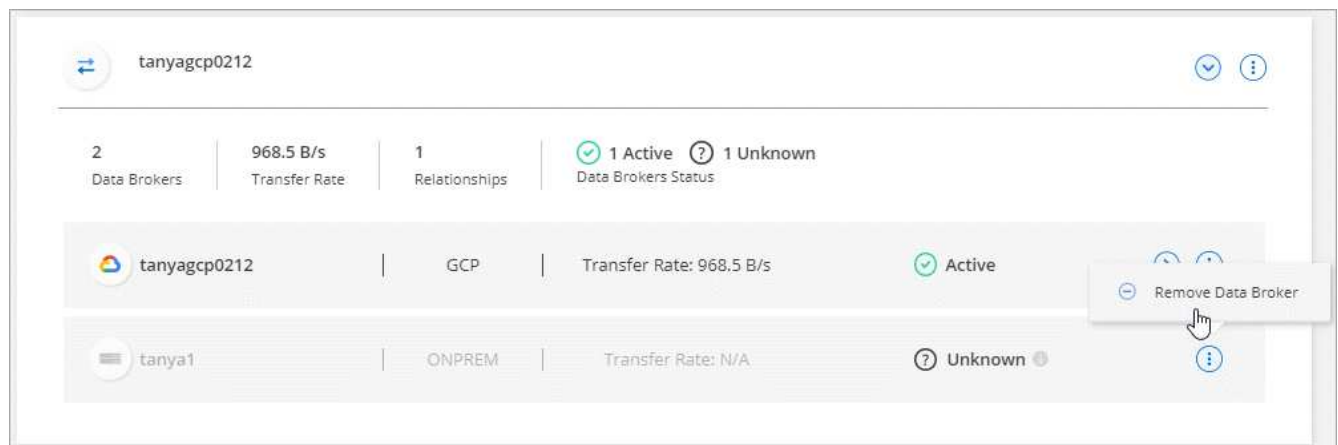 tanyagcp0212
2 968.5 B/s 1 1 Active 1 Unknown
Data Brokers Transfer Rate Relationships Data Brokers Status
tanyagcp0212 GCP Transfer Rate: 968.5 B/s Active
Remove Data Broker
tanya1 ONPREM Transfer Rate: N/A Unknown